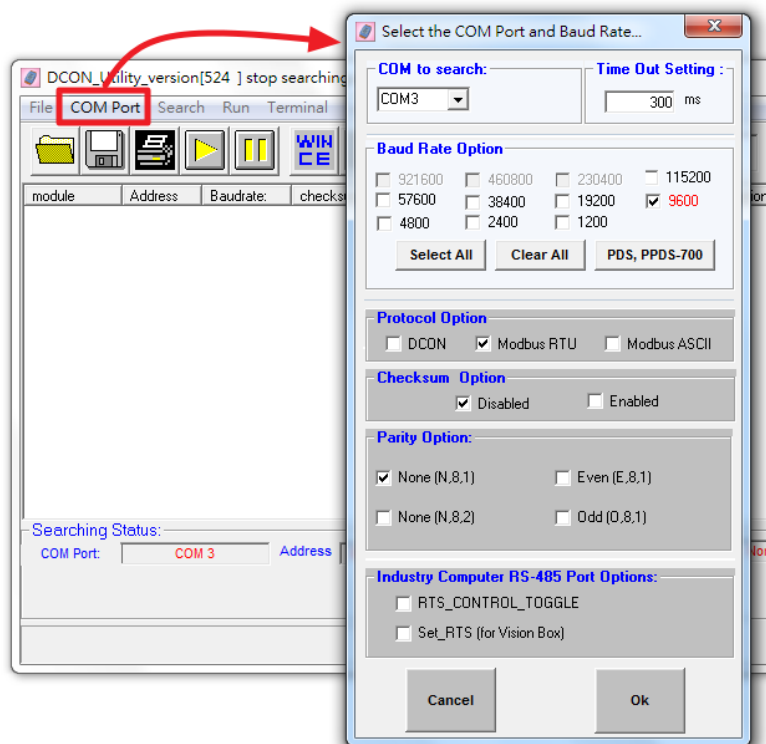 Select the COM Port and Baud Rate...
DCON_Utility_version[524 ] stop searching
File COM Port Search Run Terminal
WIN
CE
module Address Baudrate:
COM to search:
Time Out Setting :
COM3
300 ms
Baud Rate Option
921600 460800 230400 115200
57600 38400 19200 9600
4800 2400 1200
Select All Clear All PDS, PPDS-700
Protocol Option
DCON Modbus RTU Modbus ASCII
Checksum Option
Disabled Enabled
Parity Option:
None (N,8,1) Even (E,8,1)
None (N,8,2) Odd (O,8,1)
Searching Status:
COM Port: COM 3 Address
Industry Computer RS-485 Port Options:
RTS_CONTROL_TOGGLE
Set_RTS (for Vision Box)
Cancel Ok